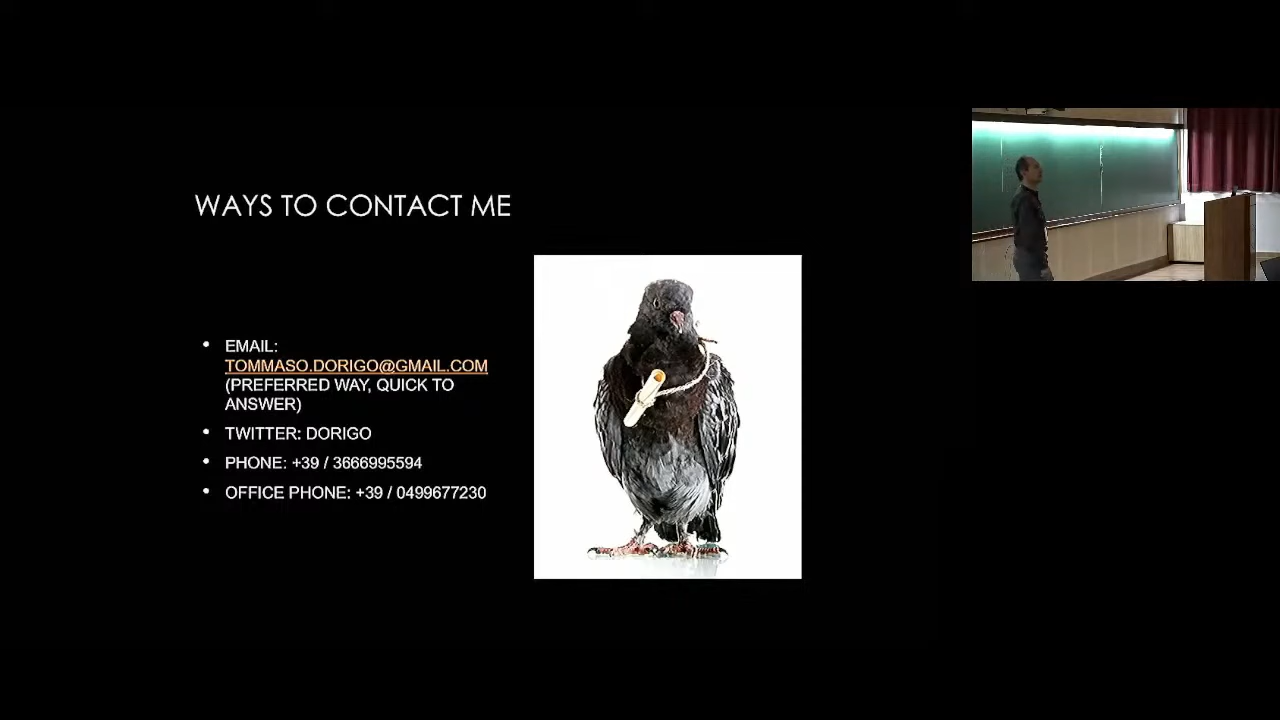 WAYS TO CONTACT ME
• EMAIL:
TOMMASO.DORIGO@GMAIL.COM
(PREFERRED WAY, QUICK TO
ANSWER)
• TWITTER: DORIGO
• PHONE: +39 / 3666995594
• OFFICE PHONE: +39 / 0499677230